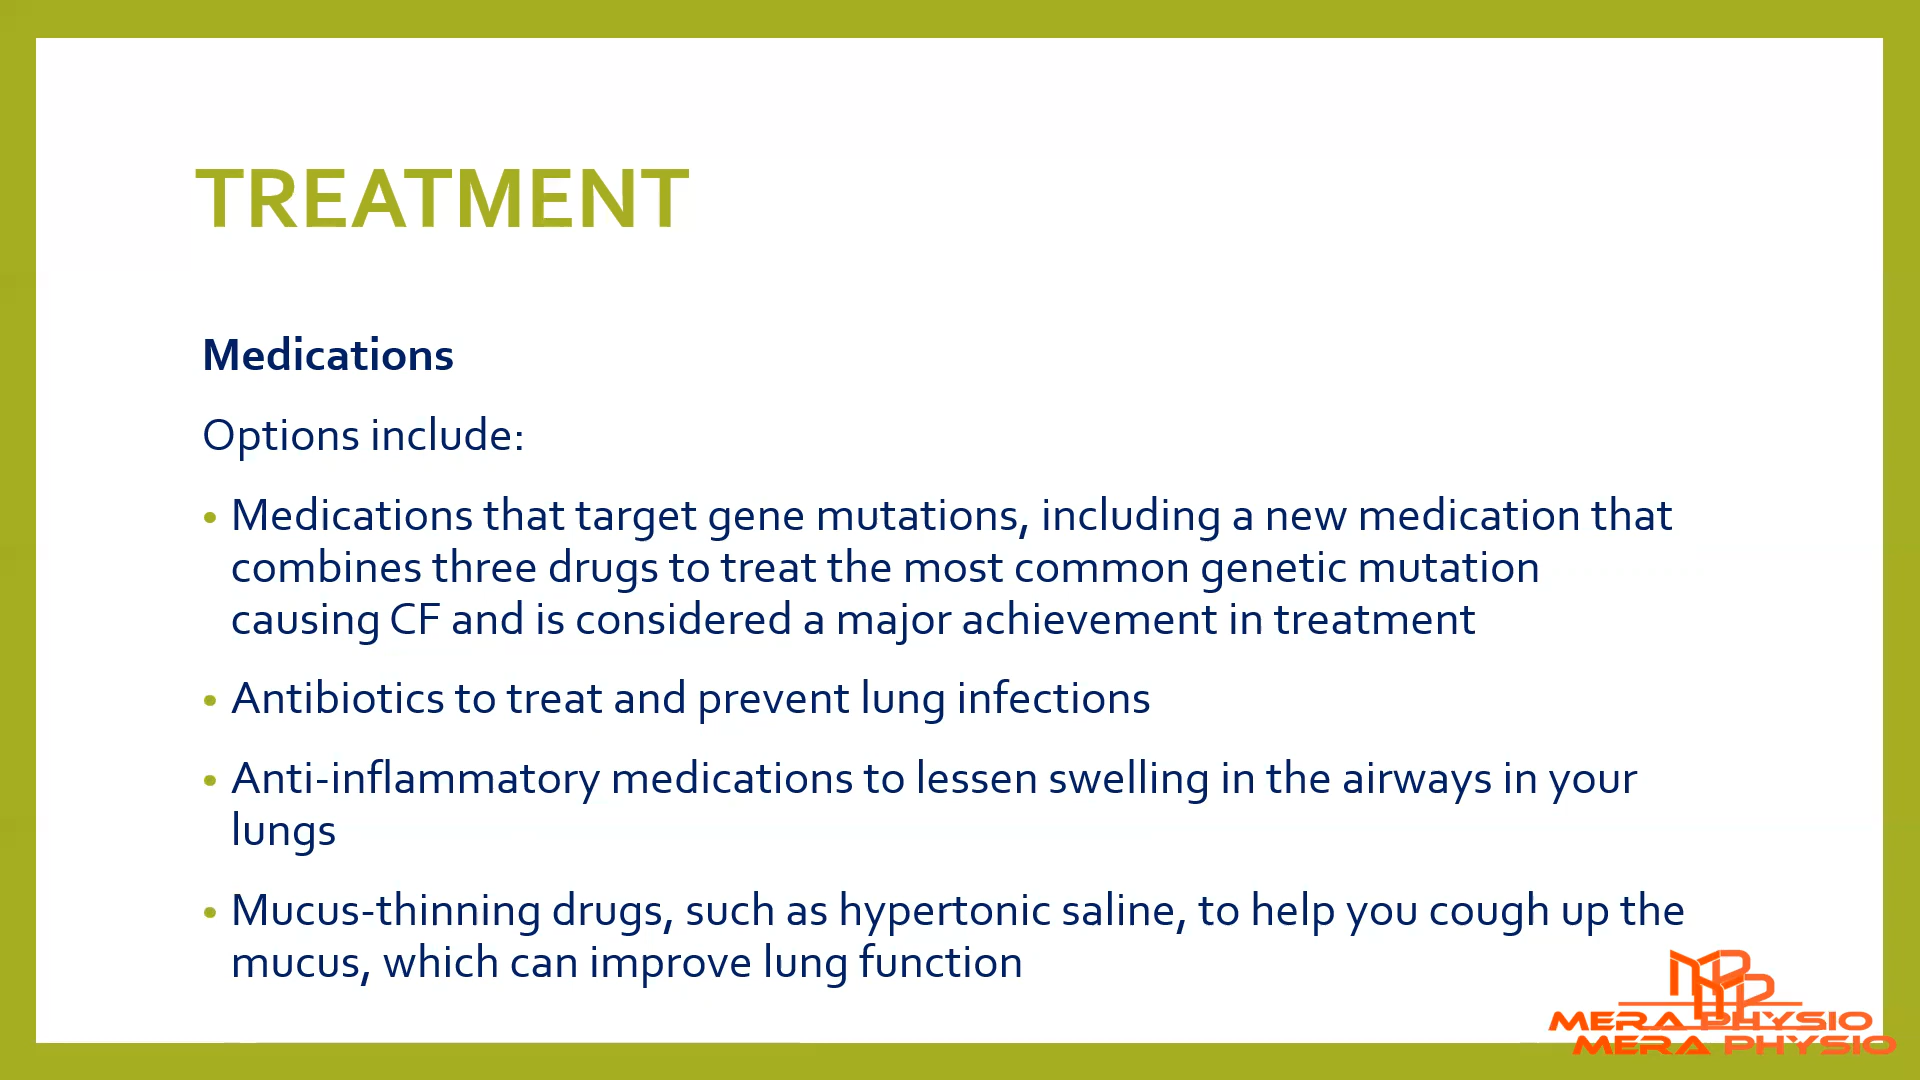 TREATMENT
Medications
Options include:
• Medications that target gene mutations, including a new medication that
combines three drugs to treat the most common genetic mutation
causing CF and is considered a major achievement in treatment
• Antibiotics to treat and prevent lung infections
• Anti-inflammatory medications to lessen swelling in the airways in your
lungs
• Mucus-thinning drugs, such as hypertonic saline, to help you cough up the
mucus, which can improve lung function
MERA PHYSIO
MERA PHYSIO